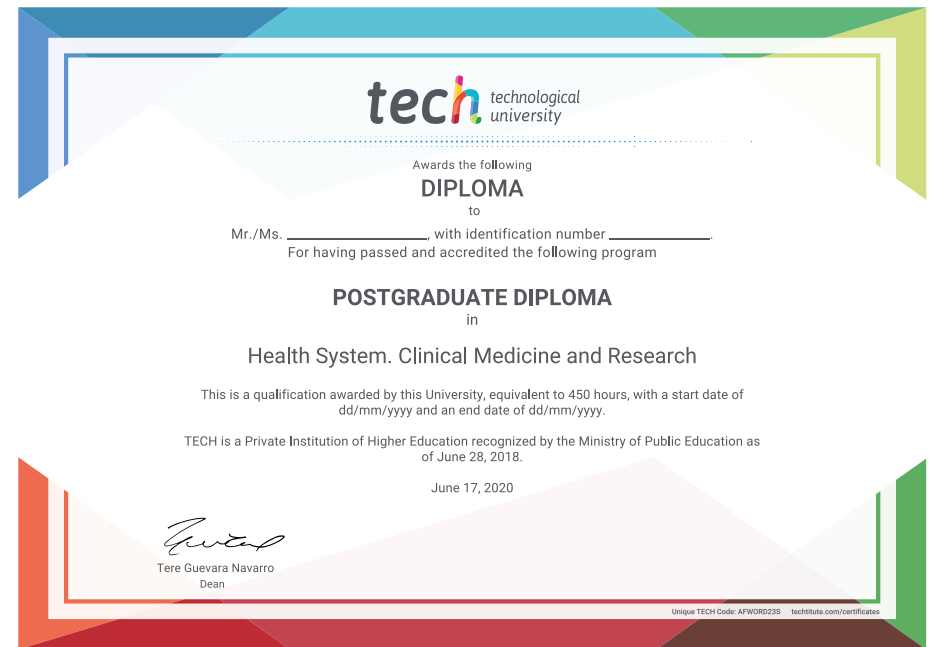 tech technological
university
Awards the following
DIPLOMA
to
Mr./Ms. ____________________, with identification number ______________.
For having passed and accredited the following program
POSTGRADUATE DIPLOMA
in
Health System. Clinical Medicine and Research
This is a qualification awarded by this University, equivalent to 450 hours, with a start date of
dd/mm/yyyy and an end date of dd/mm/yyyy.
TECH is a Private Institution of Higher Education recognized by the Ministry of Public Education as
of June 28, 2018.
June 17, 2020
Tere Guevara Navarro
Dean
Unique TECH Code: AFWORD23S techtitute.com/certificates